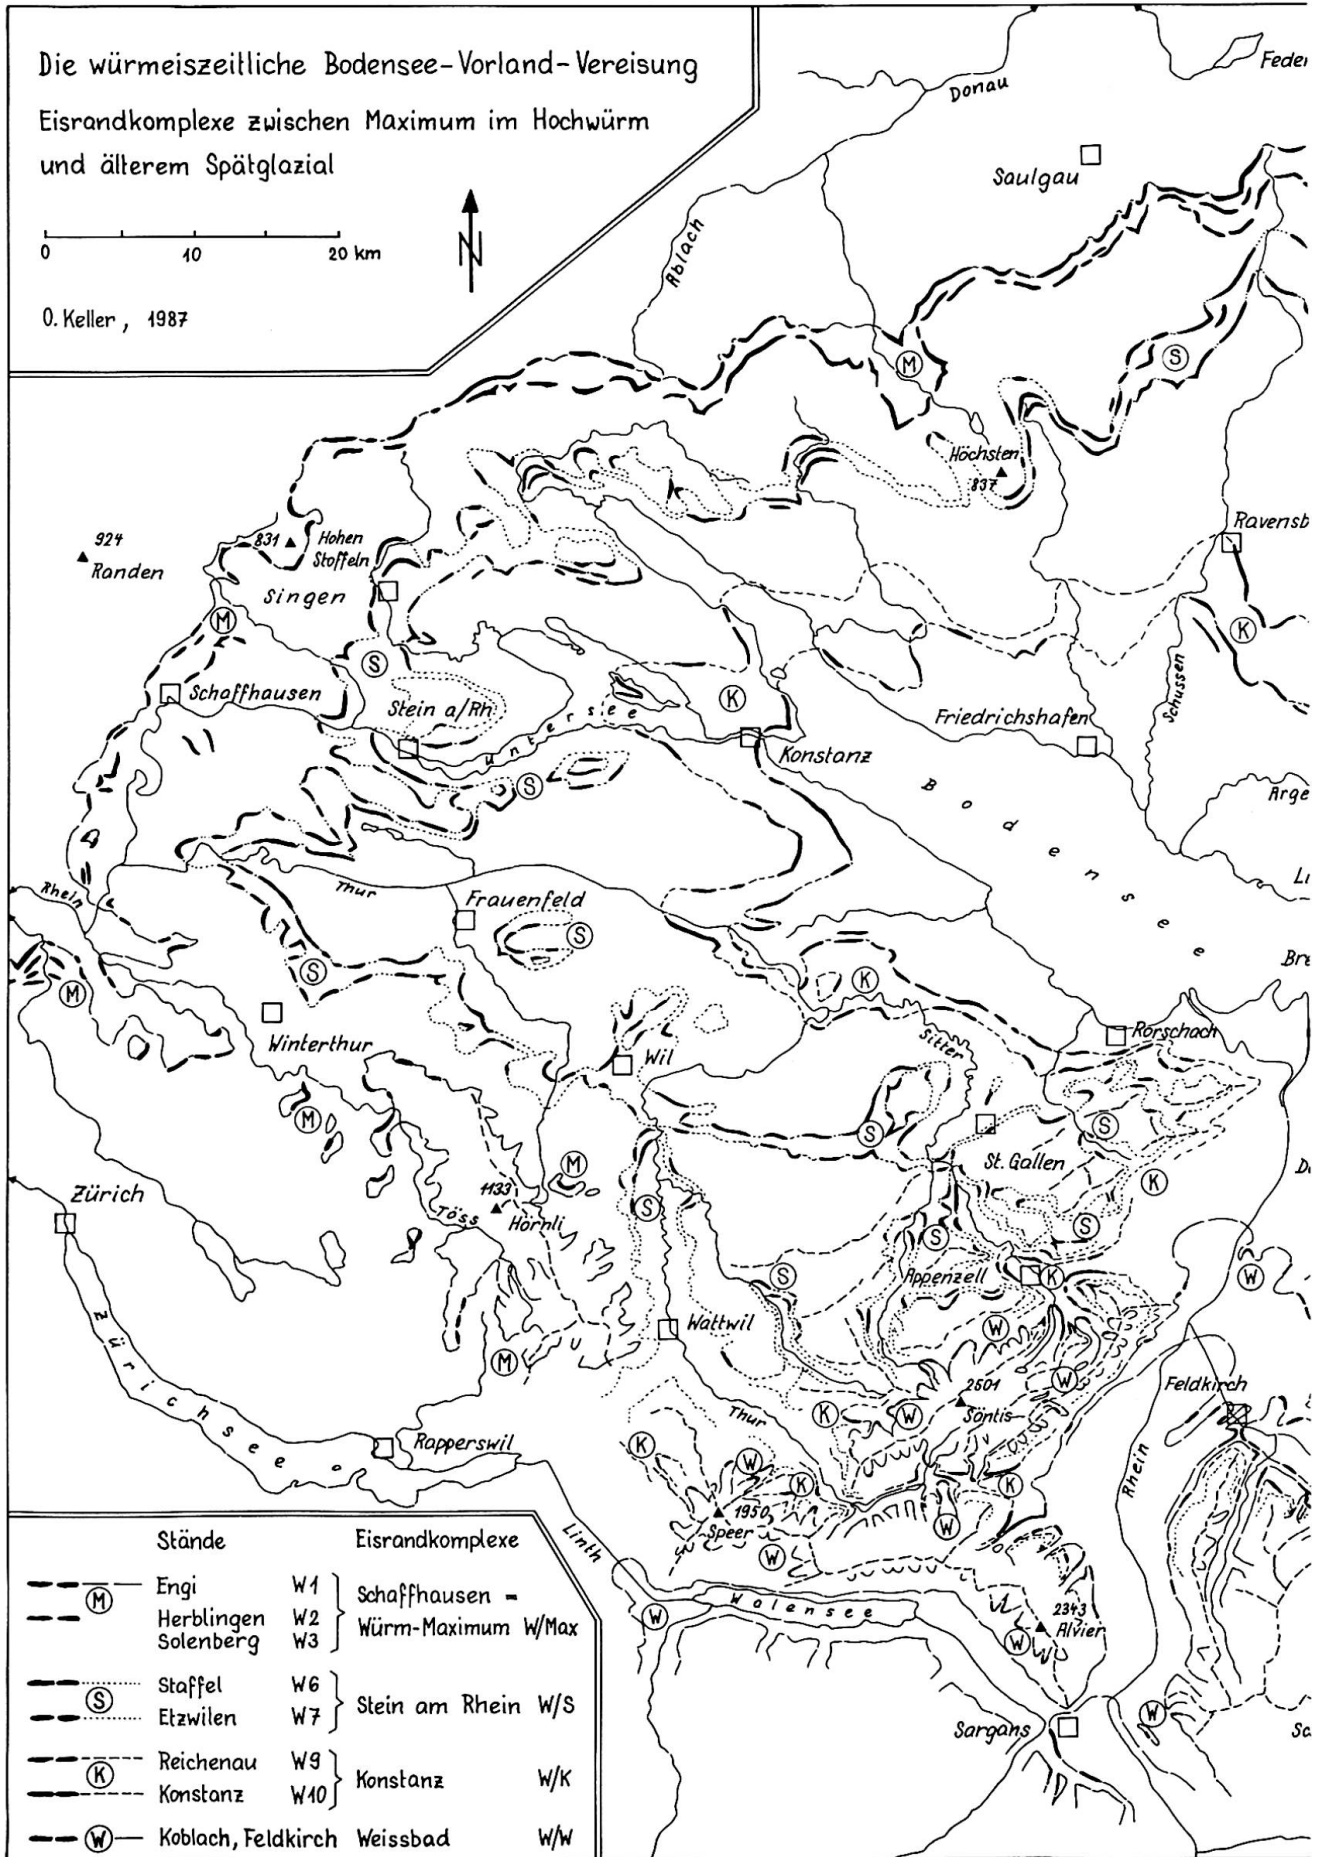 Die würmeiszeitliche Bodensee-Vorland-Vereisung
Eisrandkomplexe zwischen Maximum im Hochwürm
und älterem Spätglazial
N
0 10 20 km
O. Keller, 1987
Donau
Feder
Saulgau
Ablach
M
S
Höchsten
837
Ravensb
924
Randen
831
Hohen
Stoffeln
Singen
M
K
S
Schaffhausen
Stein a/Rh
Untersee
K
Schussen
Friedrichshafen
Konstanz
S
Bodensee
Arge
Rhein
Thur
Li
Frauenfeld
S
S
M
K
Bre
Winterthur
Sitter
Rorschach
Wil
M
S
S
St. Gallen
M
K
D
Zürich
1133
Töss
Hörnli
S
S
S
Appenzell
K
W
S
Wattwil
W
M
W
2501
Säntis
Feldkirch
Zürichsee
Thur
K
W
Rapperswil
K
W
K
K
Rhein
1950
Speer
W
W
Linth
Walensee
W
2343
Alvier
W
W
Sargans
Sc
Stände Eisrandkomplexe
M
Engi W1
Herblingen W2
Solenberg W3
Schaffhausen =
Würm-Maximum W/Max
S
Staffel W6
Etzwilen W7
Stein am Rhein W/S
K
Reichenau W9
Konstanz W10
Konstanz W/K
W Koblach, Feldkirch Weissbad W/W